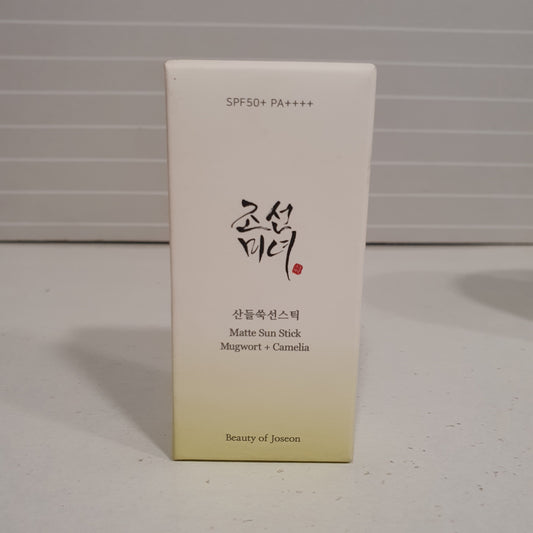 SPF50+ PA++++
조선
미녀
산들쑥선스틱
Matte Sun Stick
Mugwort + Camelia
Beauty of Joseon